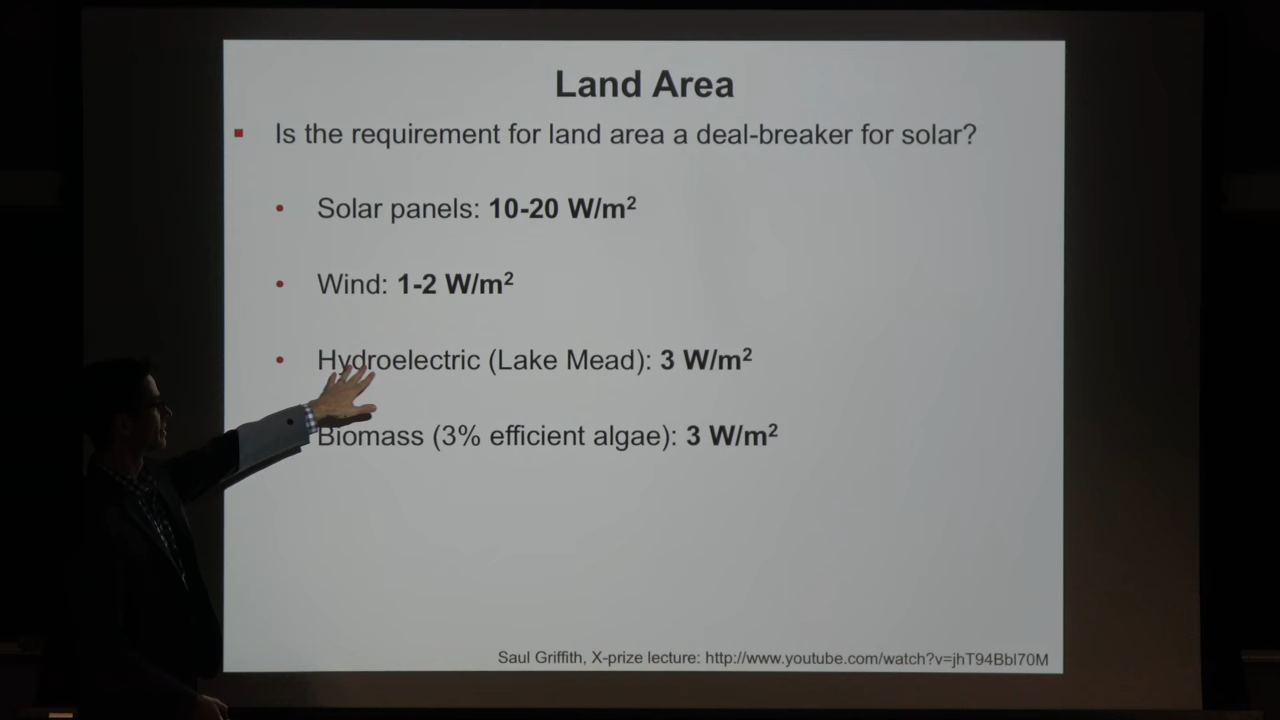 Land Area
Is the requirement for land area a deal-breaker for solar?
Solar panels: 10-20 W/m²
Wind: 1-2 W/m²
Hydroelectric (Lake Mead): 3 W/m²
Biomass (3% efficient algae): 3 W/m²
Saul Griffith, X-prize lecture: http://www.youtube.com/watch?v=jhT94Bbl70M